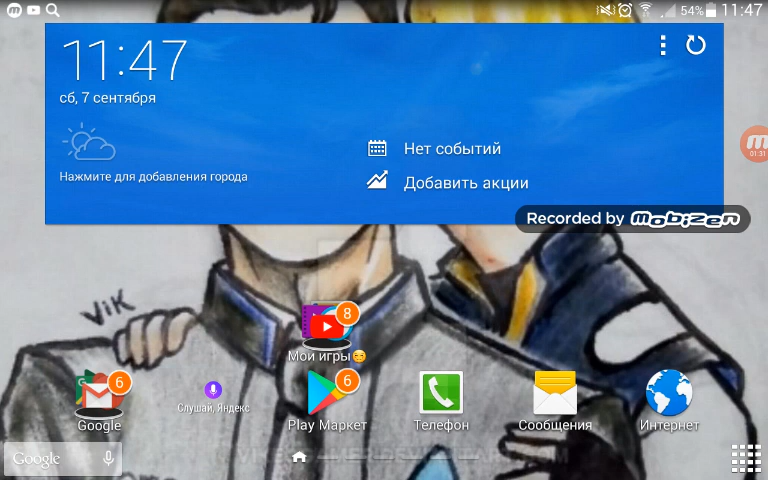 54% 11:47
11:47
сб, 7 сентября
Нажмите для добавления города
Нет событий
Добавить акции
01:31
Recorded by Mobizen
Vik
8
Мои игры
6
Google
Слушай, Яндекс
6
Play Маркет
Телефон
Сообщения
Интернет
Google